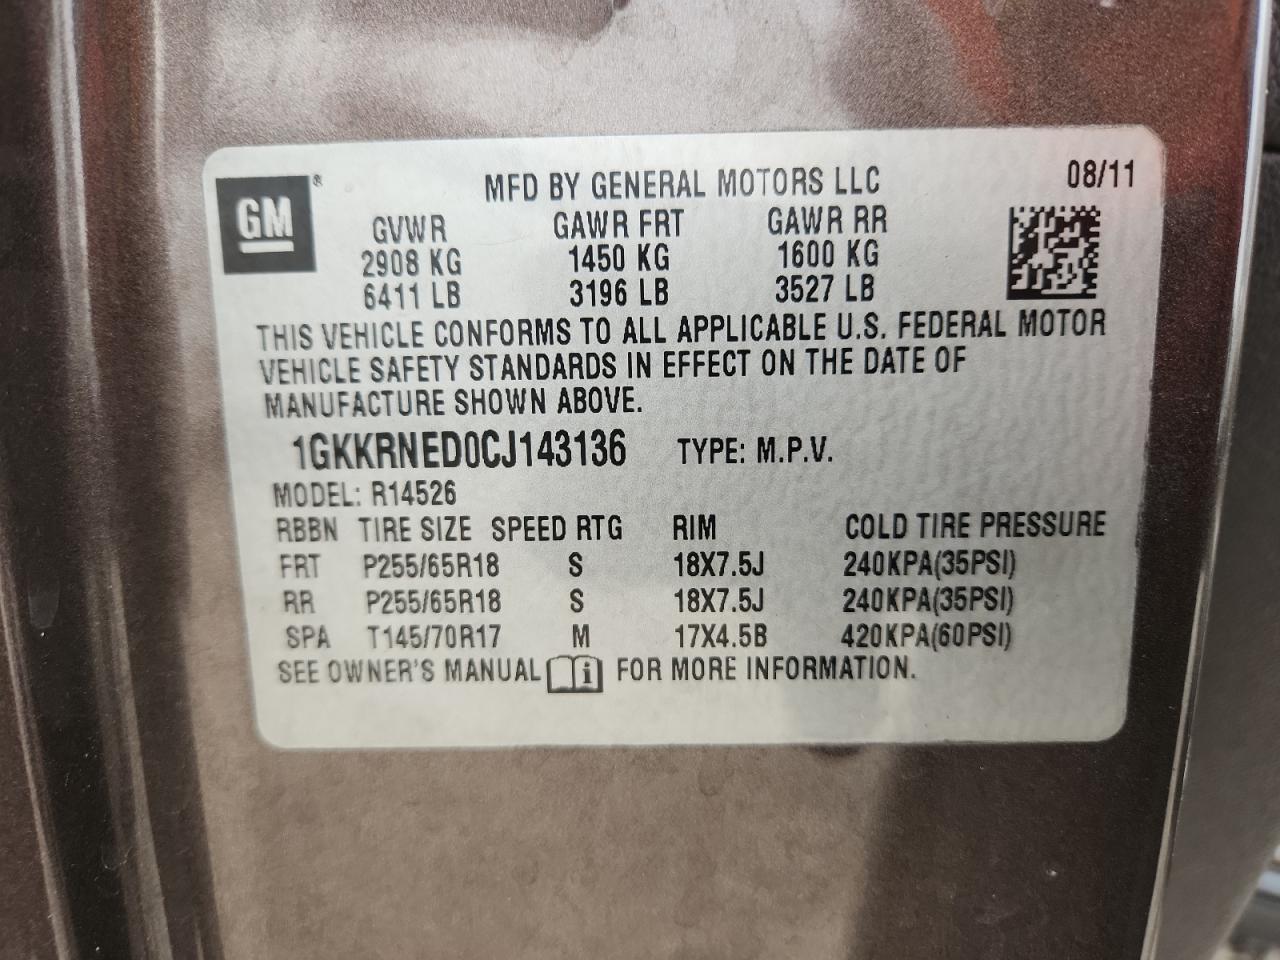 GM®
MFD BY GENERAL MOTORS LLC 08/11
GVWR GAWR FRT GAWR RR
2908 KG 1450 KG 1600 KG
6411 LB 3196 LB 3527 LB
THIS VEHICLE CONFORMS TO ALL APPLICABLE U.S. FEDERAL MOTOR
VEHICLE SAFETY STANDARDS IN EFFECT ON THE DATE OF
MANUFACTURE SHOWN ABOVE.
1GKKRNED0CJ143136 TYPE: M.P.V.
MODEL: R14526
RBBN TIRE SIZE SPEED RTG RIM COLD TIRE PRESSURE
FRT P255/65R18 S 18X7.5J 240KPA(35PSI)
RR P255/65R18 S 18X7.5J 240KPA(35PSI)
SPA T145/70R17 M 17X4.5B 420KPA(60PSI)
SEE OWNER'S MANUAL i FOR MORE INFORMATION.